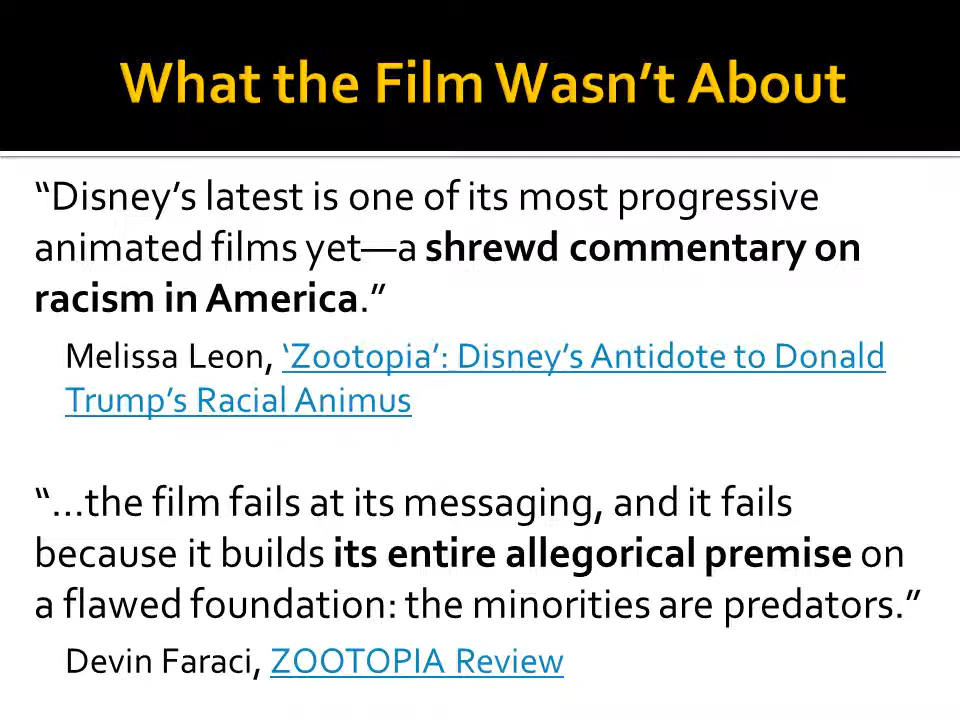 What the Film Wasn’t About
“Disney’s latest is one of its most progressive
animated films yet—a shrewd commentary on
racism in America.”
Melissa Leon, ‘Zootopia’: Disney’s Antidote to Donald
Trump’s Racial Animus
“…the film fails at its messaging, and it fails
because it builds its entire allegorical premise on
a flawed foundation: the minorities are predators.”
Devin Faraci, ZOOTOPIA Review